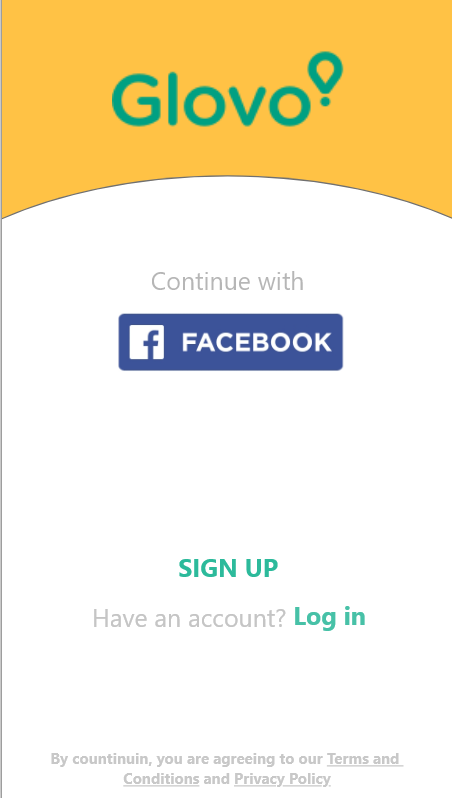 Glovo
Continue with
FACEBOOK
SIGN UP
Have an account? Log in
By countinuin, you are agreeing to our Terms and
Conditions and Privacy Policy